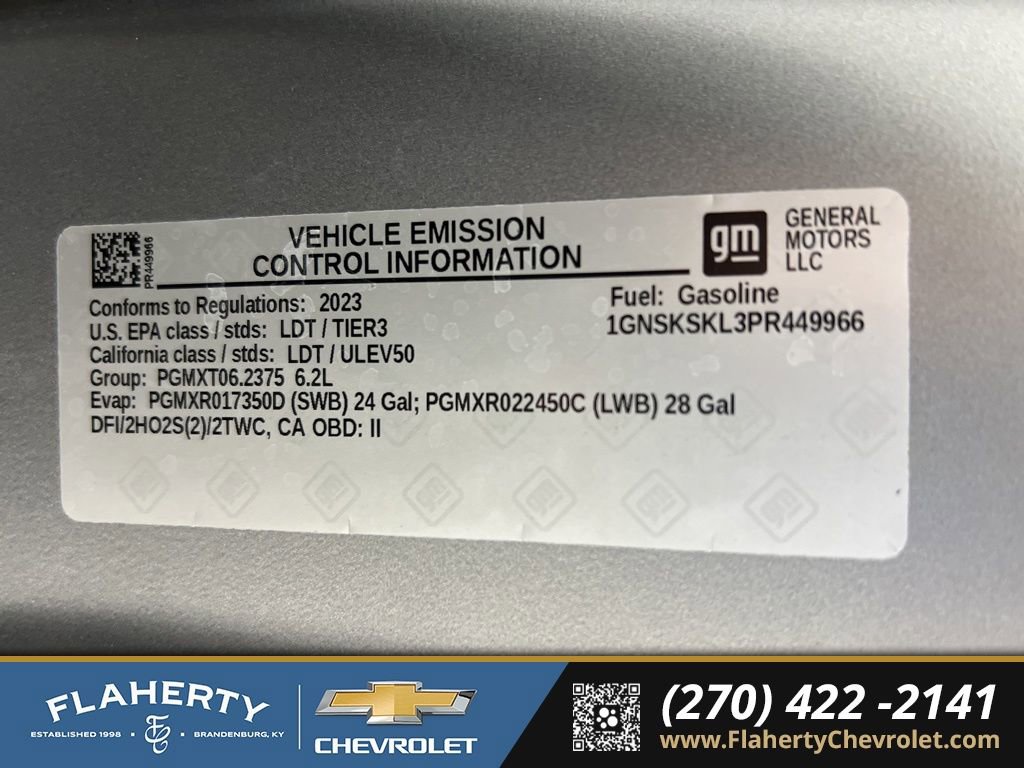 PR449966
VEHICLE EMISSION
CONTROL INFORMATION
gm
GENERAL
MOTORS
LLC
Conforms to Regulations: 2023
U.S. EPA class / stds: LDT / TIER3
California class / stds: LDT / ULEV50
Group: PGMXT06.2375 6.2L
Evap: PGMXR017350D (SWB) 24 Gal; PGMXR022450C (LWB) 28 Gal
DFI/2HO2S(2)/2TWC, CA OBD: II
Fuel: Gasoline
1GNSKSKL3PR449966
FLAHERTY
ESTABLISHED 1998 • • BRANDENBURG, KY
CHEVROLET
(270) 422 -2141
www.FlahertyChevrolet.com